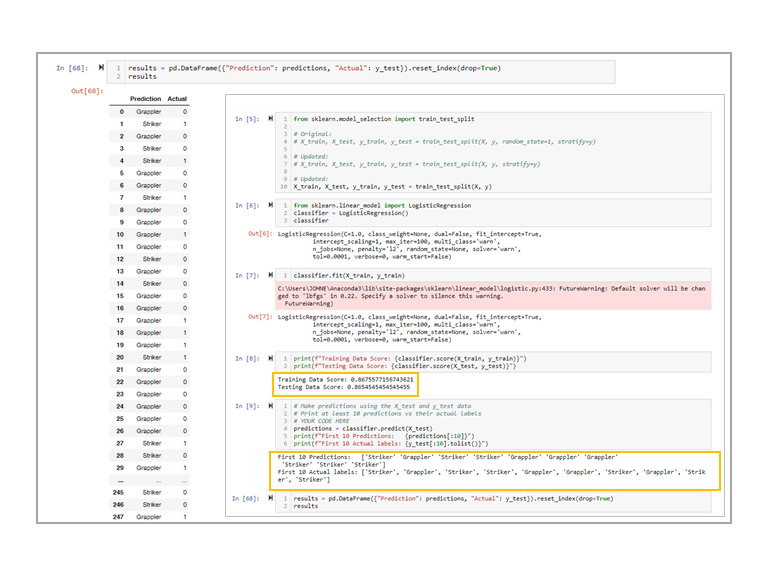 In [68]:
1 results = pd.DataFrame({"Prediction": predictions, "Actual": y_test}).reset_index(drop=True)
2 results
Out[68]:
Prediction Actual
0 Grappler 0
1 Striker 1
2 Grappler 0
3 Striker 0
4 Striker 1
5 Grappler 0
6 Grappler 0
7 Striker 1
8 Grappler 0
9 Grappler 0
10 Grappler 1
11 Grappler 0
12 Striker 0
13 Grappler 0
14 Striker 0
15 Grappler 0
16 Grappler 0
17 Grappler 1
18 Grappler 1
19 Grappler 1
20 Striker 1
21 Grappler 0
22 Grappler 0
23 Grappler 0
24 Grappler 0
25 Grappler 0
26 Grappler 0
27 Striker 1
28 Striker 0
29 Grappler 1
... ... ...
245 Striker 0
246 Striker 0
247 Grappler 1
In [5]:
1 from sklearn.model_selection import train_test_split
2
3 # Original:
4 # X_train, X_test, y_train, y_test = train_test_split(X, y, random_state=1, stratify=y)
5
6 # Updated:
7 # X_train, X_test, y_train, y_test = train_test_split(X, y, stratify=y)
8
9 # Updated:
10 X_train, X_test, y_train, y_test = train_test_split(X, y)
In [6]:
1 from sklearn.linear_model import LogisticRegression
2 classifier = LogisticRegression()
3 classifier
Out[6]: LogisticRegression(C=1.0, class_weight=None, dual=False, fit_intercept=True,
intercept_scaling=1, max_iter=100, multi_class='warn',
n_jobs=None, penalty='l2', random_state=None, solver='warn',
tol=0.0001, verbose=0, warm_start=False)
In [7]:
1 classifier.fit(X_train, y_train)
C:\Users\JOHNE\Anaconda3\lib\site-packages\sklearn\linear_model\logistic.py:433: FutureWarning: Default solver will be chan
ged to 'lbfgs' in 0.22. Specify a solver to silence this warning.
FutureWarning)
Out[7]: LogisticRegression(C=1.0, class_weight=None, dual=False, fit_intercept=True,
intercept_scaling=1, max_iter=100, multi_class='warn',
n_jobs=None, penalty='l2', random_state=None, solver='warn',
tol=0.0001, verbose=0, warm_start=False)
In [8]:
1 print(f"Training Data Score: {classifier.score(X_train, y_train)}")
2 print(f"Testing Data Score: {classifier.score(X_test, y_test)}")
Training Data Score: 0.8675577156743621
Testing Data Score: 0.8654545454545455
In [9]:
1 # Make predictions using the X_test and y_test data
2 # Print at least 10 predictions vs their actual labels
3 # YOUR CODE HERE
4 predictions = classifier.predict(X_test)
5 print(f"First 10 Predictions: {predictions[:10]}")
6 print(f"First 10 Actual labels: {y_test[:10].tolist()}")
First 10 Predictions: ['Striker' 'Grappler' 'Striker' 'Striker' 'Grappler' 'Grappler' 'Grappler'
'Striker' 'Striker' 'Striker']
First 10 Actual labels: ['Striker', 'Grappler', 'Striker', 'Striker', 'Grappler', 'Grappler', 'Striker', 'Grappler', 'Strik
er', 'Striker']
In [68]:
1 results = pd.DataFrame({"Prediction": predictions, "Actual": y_test}).reset_index(drop=True)
2 results